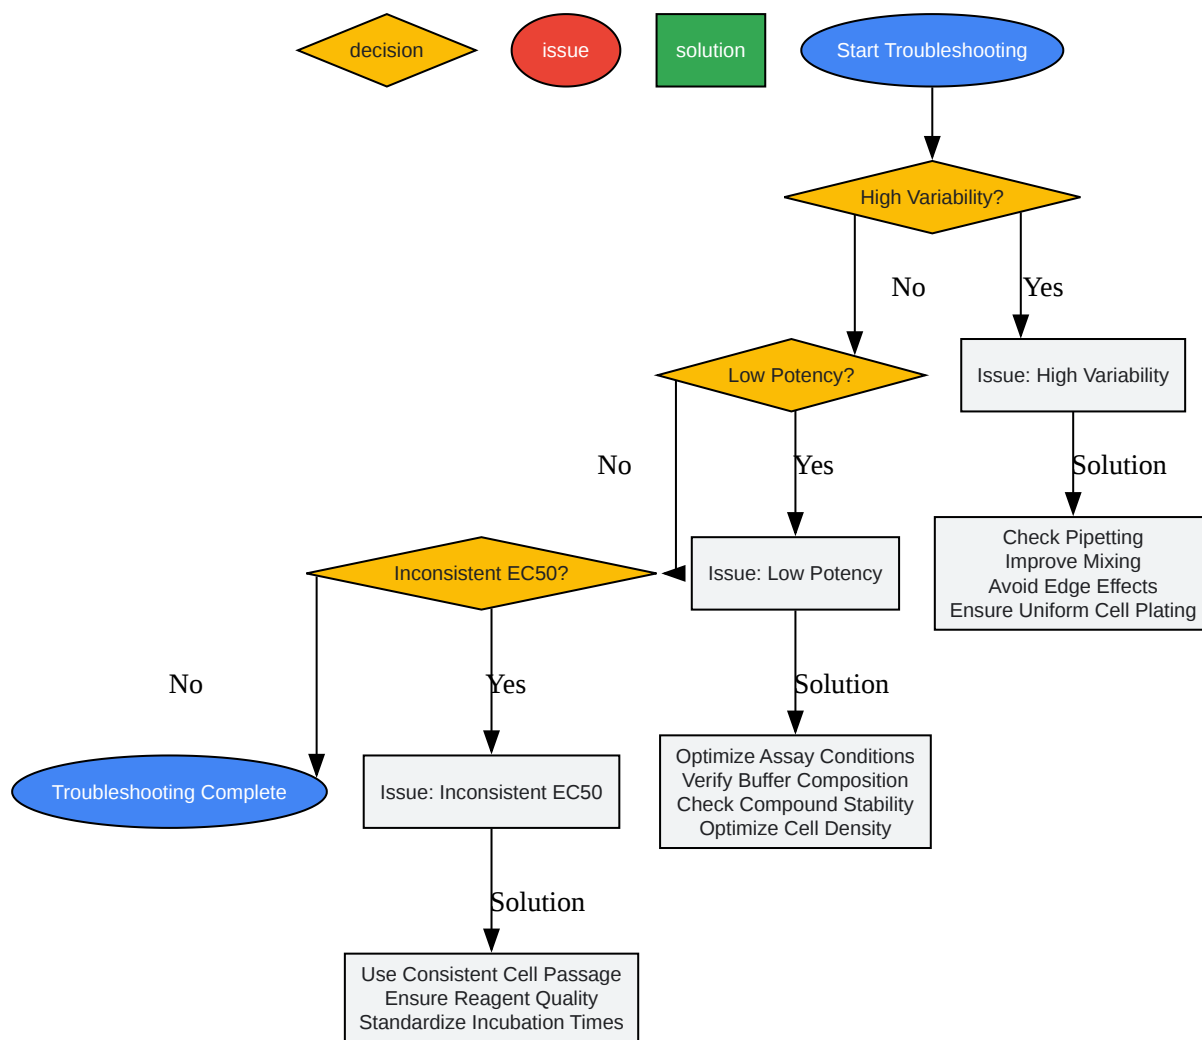 decision
issue
solution
Start Troubleshooting
High Variability?
No
Yes
Low Potency?
Issue: High Variability
No
Yes
Solution
Inconsistent EC50?
Issue: Low Potency
Check Pipetting
Improve Mixing
Avoid Edge Effects
Ensure Uniform Cell Plating
No
Yes
Solution
Troubleshooting Complete
Issue: Inconsistent EC50
Optimize Assay Conditions
Verify Buffer Composition
Check Compound Stability
Optimize Cell Density
Solution
Use Consistent Cell Passage
Ensure Reagent Quality
Standardize Incubation Times